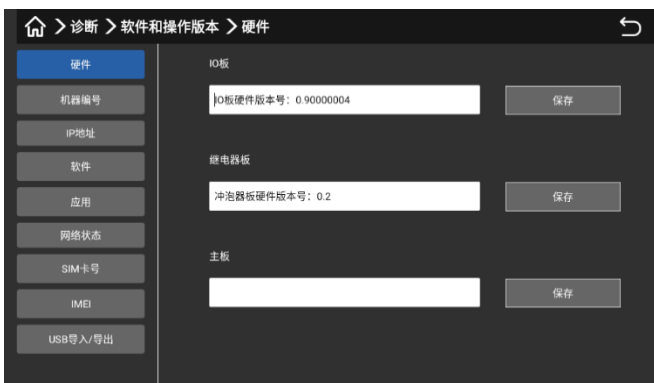 诊断 软件和操作版本 硬件
硬件
机器编号
IP地址
软件
应用
网络状态
SIM卡号
IMEI
USB导入/导出
IO板
IO板硬件版本号：0.90000004
保存
继电器板
冲泡器板硬件版本号：0.2
保存
主板
保存